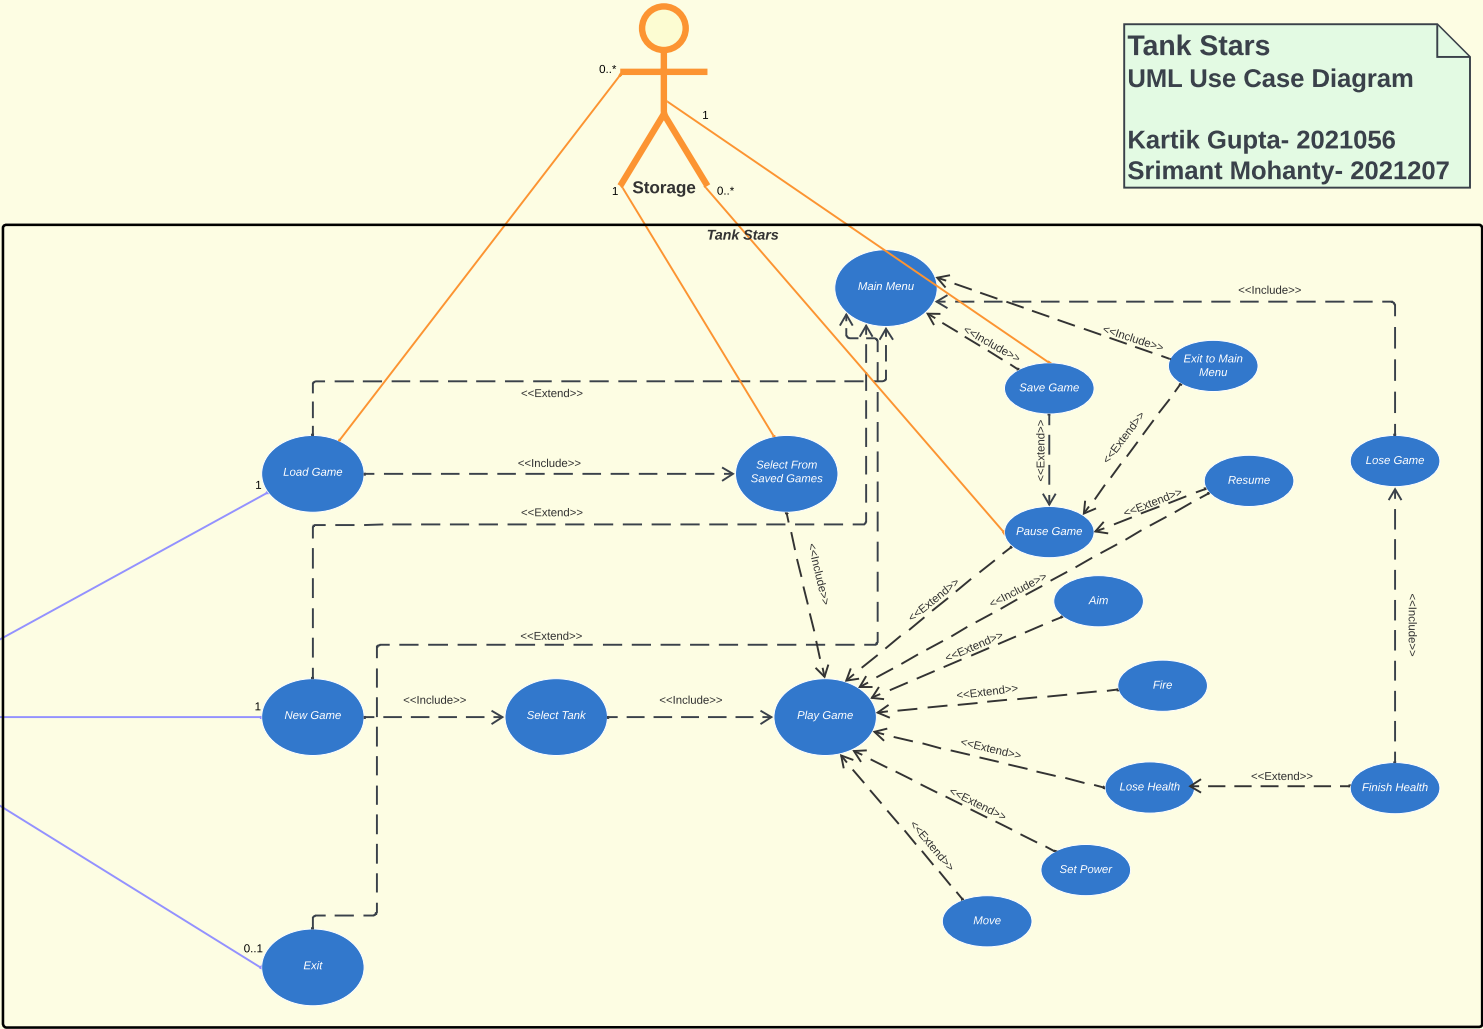 Tank Stars
UML Use Case Diagram
Kartik Gupta- 2021056
Srimant Mohanty- 2021207
0..*
1
1
Storage
0..*
Tank Stars
Main Menu
<<Include>>
<<Include>>
<<Include>>
Exit to Main
Menu
Save Game
<<Extend>>
<<Extend>>
<<Extend>>
Load Game
<<Include>>
Select From
Saved Games
Lose Game
Resume
1
<<Extend>>
<<Extend>>
Pause Game
<<Include>>
<<Extend>>
<<Include>>
Aim
<<Include>>
<<Extend>>
<<Extend>>
Fire
<<Extend>>
1
New Game
<<Include>>
Select Tank
<<Include>>
Play Game
<<Extend>>
Lose Health
<<Extend>>
Finish Health
<<Extend>>
<<Extend>>
Set Power
Move
0..1
Exit